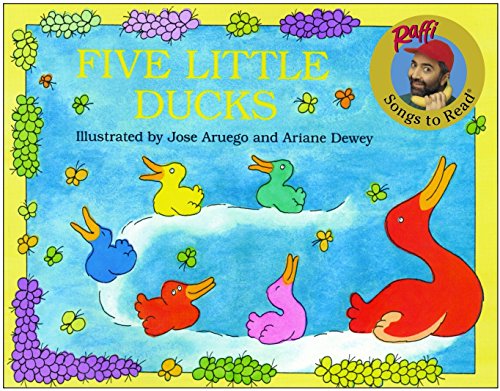 Raffi
Songs to Read®
FIVE LITTLE
DUCKS
Illustrated by Jose Aruego and Ariane Dewey